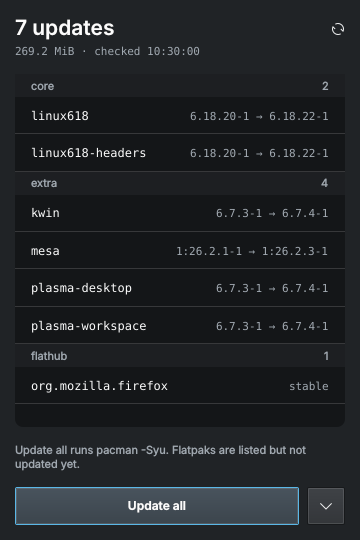 7 updates
269.2 MiB · checked 10:30:00
core 2
linux618 6.18.20-1 → 6.18.22-1
linux618-headers 6.18.20-1 → 6.18.22-1
extra 4
kwin 6.7.3-1 → 6.7.4-1
mesa 1:26.2.1-1 → 1:26.2.3-1
plasma-desktop 6.7.3-1 → 6.7.4-1
plasma-workspace 6.7.3-1 → 6.7.4-1
flathub 1
org.mozilla.firefox stable
Update all runs pacman -Syu. Flatpaks are listed but not
updated yet.
Update all